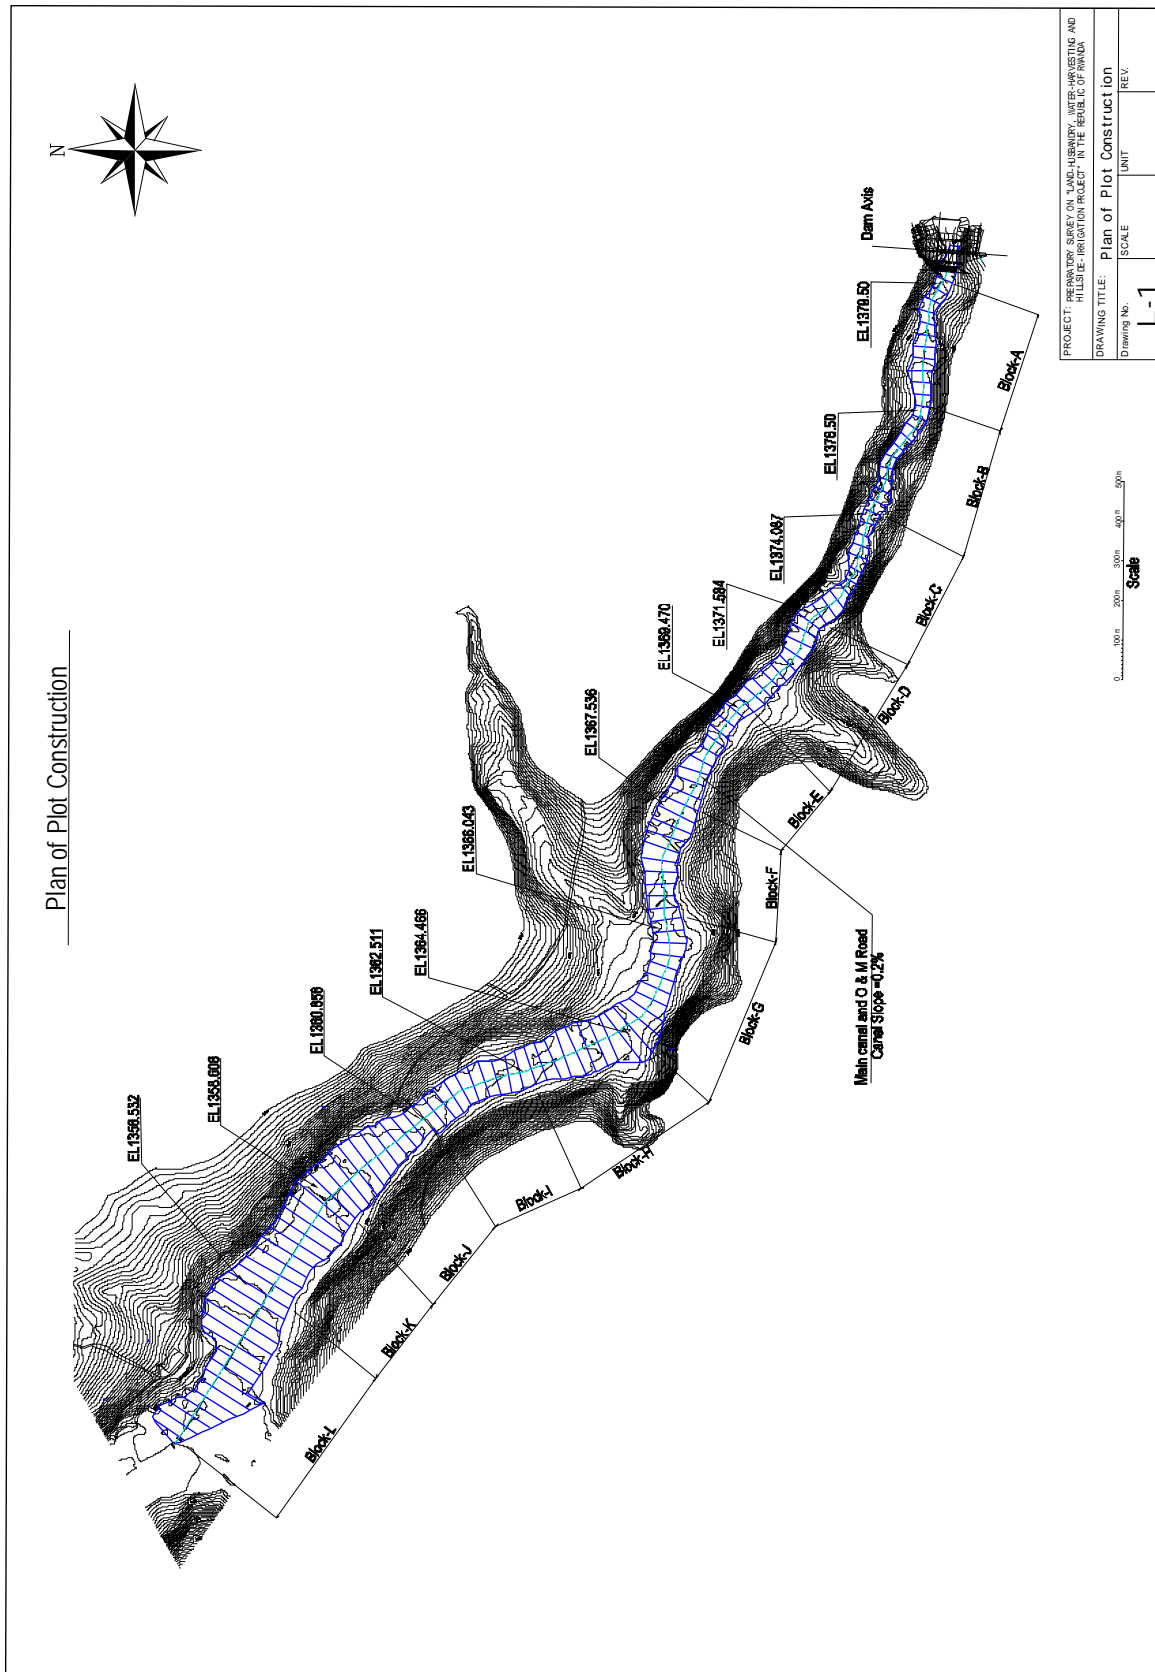 Plan of Plot Construction
N
EL1356.532
EL1358.608
EL1360.858
EL1362.511
EL1364.466
EL1366.043
EL1367.536
EL1369.470
EL1371.584
EL1374.087
EL1376.50
EL1379.50
Dam Axis
Block-L
Block-K
Block-J
Block-I
Block-H
Block-G
Block-F
Block-E
Block-D
Block-C
Block-B
Block-A
Main canal and O & M Road
Canal Slope =0.2%
0 100m 200m 300m 400m 500m
Scale
PROJECT: PREPARATORY SURVEY ON "LAND-HUSBANDRY, WATER-HARVESTING AND
HILLSIDE-IRRIGATION PROJECT" IN THE REPUBLIC OF RWANDA
DRAWING TITLE: Plan of Plot Construction
Drawing No. SCALE UNIT REV.
L-1